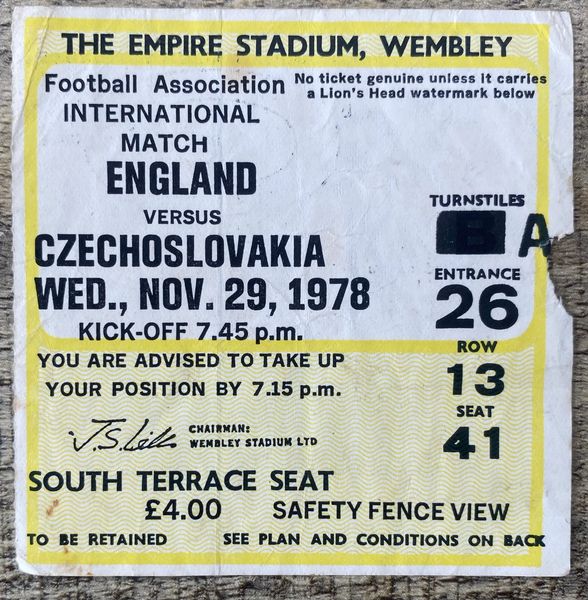 THE EMPIRE STADIUM, WEMBLEY
Football Association
No ticket genuine unless it carries
a Lion's Head watermark below
INTERNATIONAL
MATCH
ENGLAND
VERSUS
CZECHOSLOVAKIA
WED., NOV. 29, 1978
KICK-OFF 7.45 p.m.
TURNSTILES
B A
ENTRANCE
26
ROW
13
SEAT
41
YOU ARE ADVISED TO TAKE UP
YOUR POSITION BY 7.15 p.m.
CHAIRMAN:
WEMBLEY STADIUM LTD
SOUTH TERRACE SEAT
£4.00 SAFETY FENCE VIEW
TO BE RETAINED SEE PLAN AND CONDITIONS ON BACK